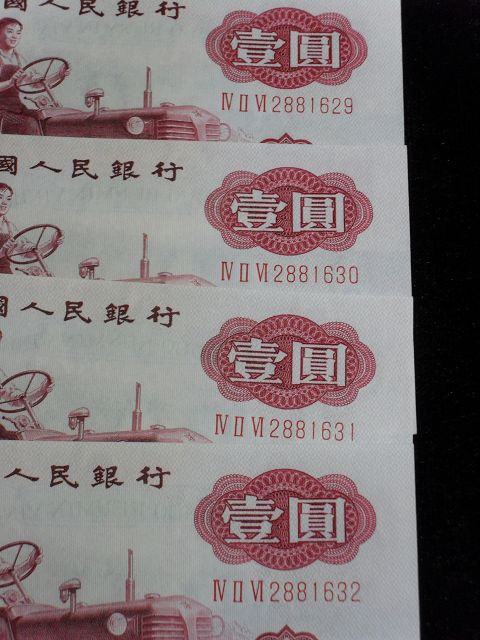 國人民銀行
壹圓
Ⅳ Ⅱ Ⅵ 2881629
國人民銀行
壹圓
Ⅳ Ⅱ Ⅵ 2881630
國人民銀行
壹圓
Ⅳ Ⅱ Ⅵ 2881631
人民銀行
壹圓
Ⅳ Ⅱ Ⅵ 2881632